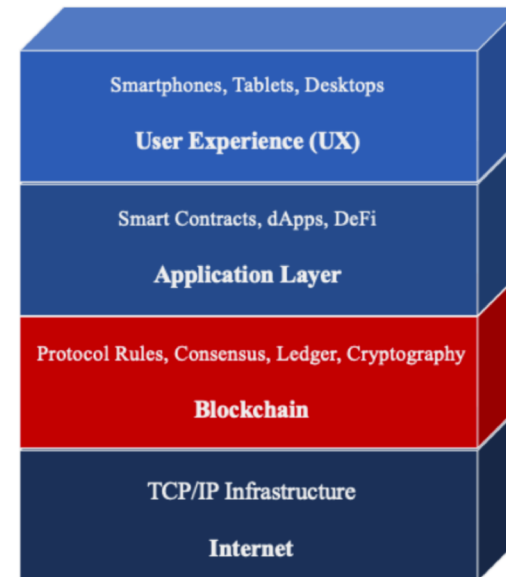 Smartphones, Tablets, Desktops
User Experience (UX)
Smart Contracts, dApps, DeFi
Application Layer
Protocol Rules, Consensus, Ledger, Cryptography
Blockchain
TCP/IP Infrastructure
Internet